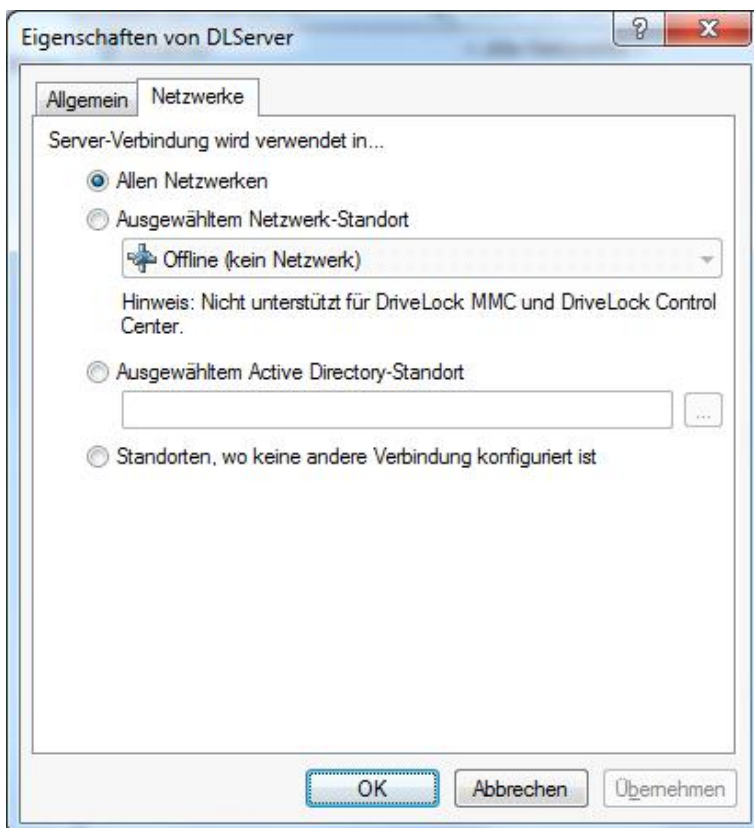 Eigenschaften von DLServer
Allgemein Netzwerke
Server-Verbindung wird verwendet in...
Allen Netzwerken
Ausgewähltem Netzwerk-Standort
Offline (kein Netzwerk)
Hinweis: Nicht unterstützt für DriveLock MMC und DriveLock Control
Center.
Ausgewähltem Active Directory-Standort
...
Standorten, wo keine andere Verbindung konfiguriert ist
OK Abbrechen Übernehmen